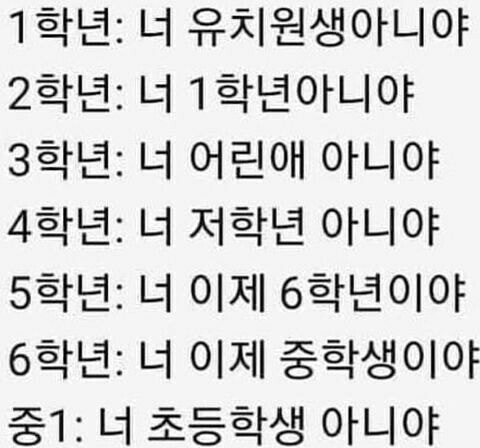 1학년: 너 유치원생아니야
2학년: 너 1학년아니야
3학년: 너 어린애 아니야
4학년: 너 저학년 아니야
5학년: 너 이제 6학년이야
6학년: 너 이제 중학생이야
중1: 너 초등학생 아니야